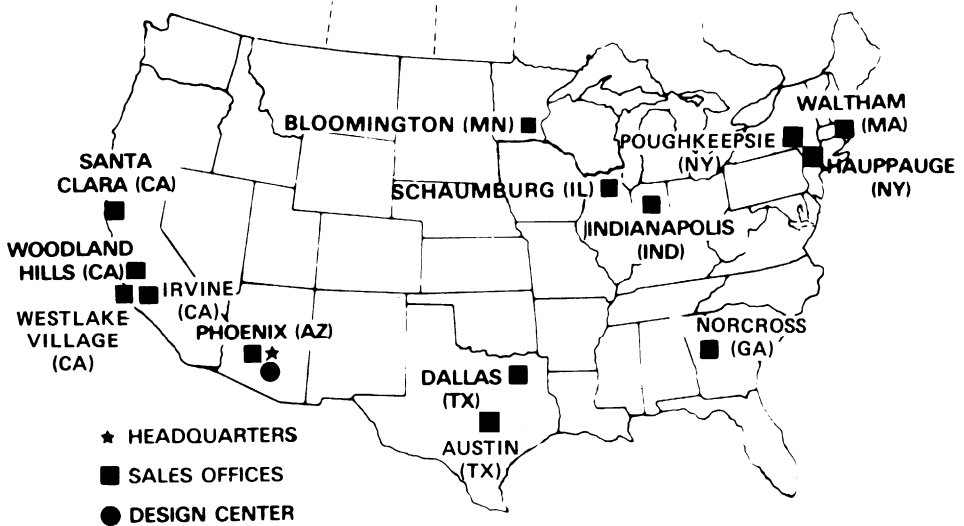 BLOOMINGTON (MN)
WALTHAM
(MA)
POUGHKEEPSIE
(NY)
HAUPPAUGE
(NY)
SANTA
CLARA (CA)
SCHAUMBURG (IL)
INDIANAPOLIS
(IND)
WOODLAND
HILLS (CA)
IRVINE
(CA)
WESTLAKE
VILLAGE
(CA)
PHOENIX (AZ)
NORCROSS
(GA)
DALLAS
(TX)
AUSTIN
(TX)
HEADQUARTERS
SALES OFFICES
DESIGN CENTER